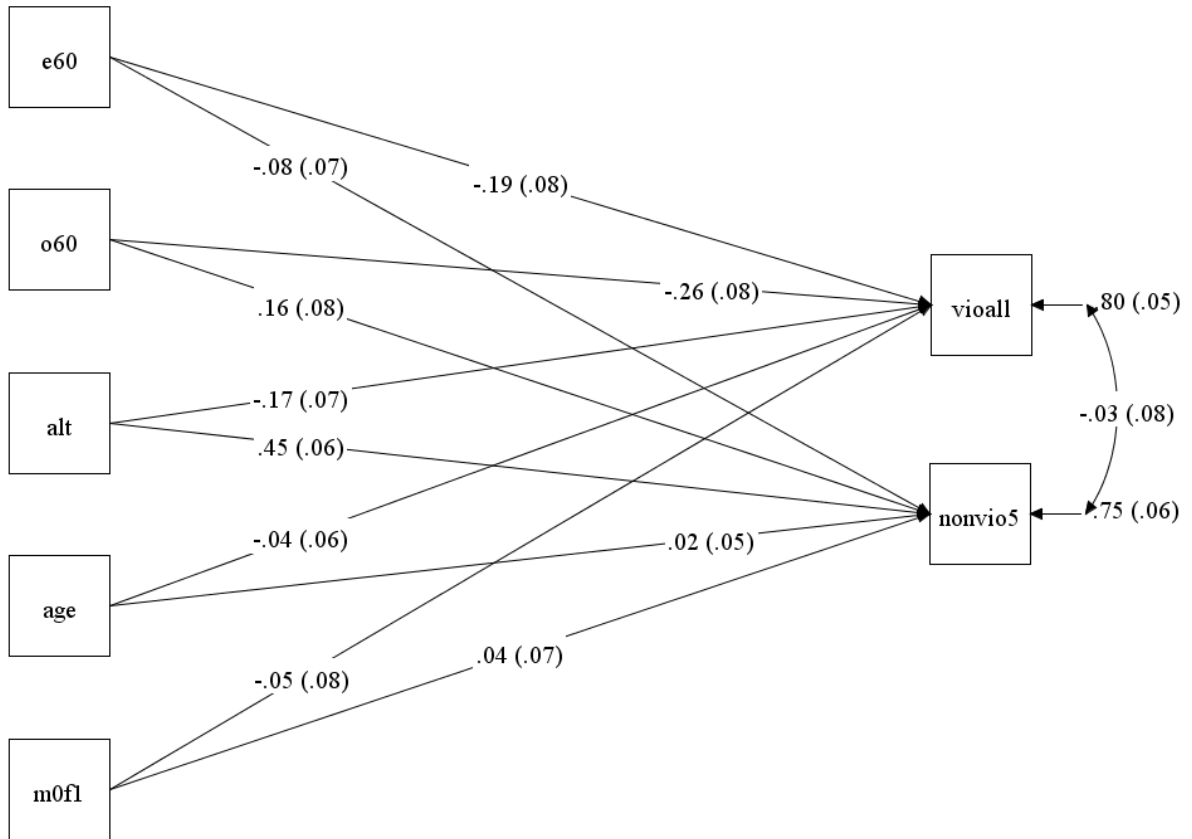 e60
-.08 (.07)
-.19 (.08)
o60
.16 (.08)
-.26 (.08)
vioall
.80 (.05)
alt
-.17 (.07)
.45 (.06)
-.03 (.08)
nonvio5
.75 (.06)
-.04 (.06)
.02 (.05)
age
-.05 (.08)
.04 (.07)
m0f1